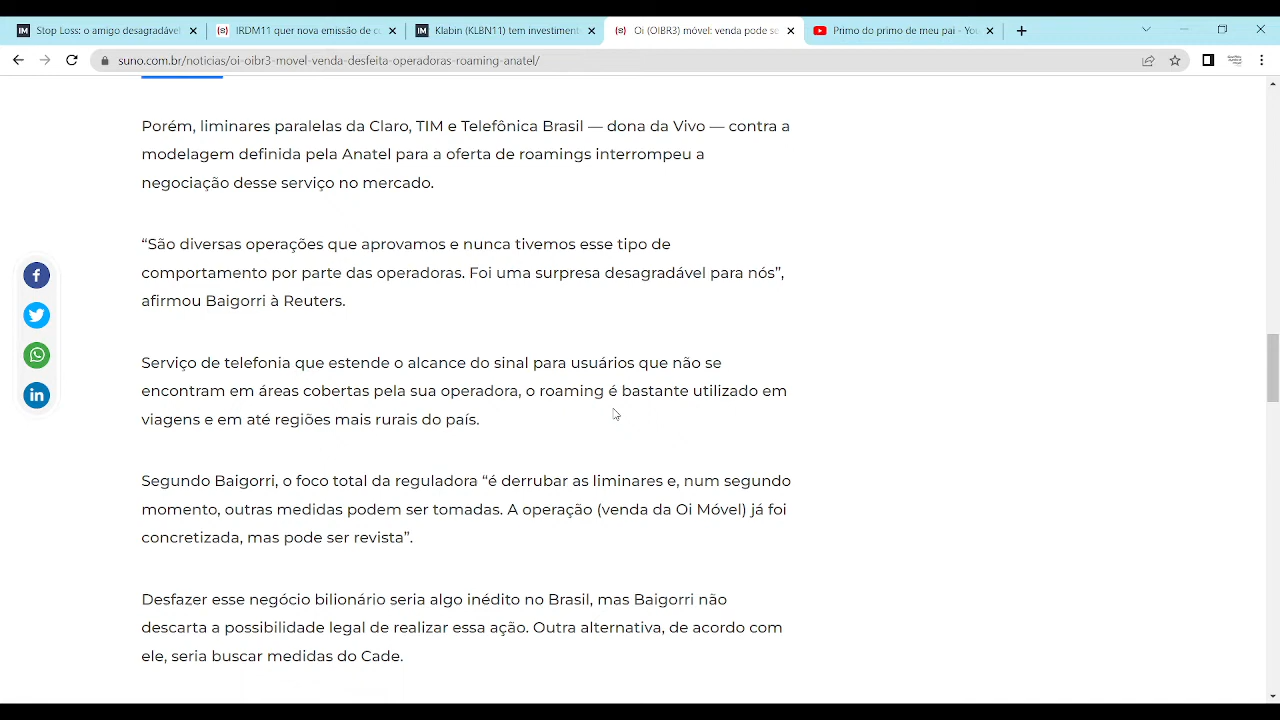 Stop Loss: o amigo desagradável
IRDM11 quer nova emissão de c
Klabin (KLBN11) tem investiment
Oi (OIBR3) móvel: venda pode se
Primo do primo de meu pai - You
suno.com.br/noticias/oi-oibr3-movel-venda-desfeita-operadoras-roaming-anatel/
Porém, liminares paralelas da Claro, TIM e Telefônica Brasil — dona da Vivo — contra a
modelagem definida pela Anatel para a oferta de roamings interrompeu a
negociação desse serviço no mercado.
“São diversas operações que aprovamos e nunca tivemos esse tipo de
comportamento por parte das operadoras. Foi uma surpresa desagradável para nós”,
afirmou Baigorri à Reuters.
Serviço de telefonia que estende o alcance do sinal para usuários que não se
encontram em áreas cobertas pela sua operadora, o roaming é bastante utilizado em
viagens e em até regiões mais rurais do país.
Segundo Baigorri, o foco total da reguladora “é derrubar as liminares e, num segundo
momento, outras medidas podem ser tomadas. A operação (venda da Oi Móvel) já foi
concretizada, mas pode ser revista”.
Desfazer esse negócio bilionário seria algo inédito no Brasil, mas Baigorri não
descarta a possibilidade legal de realizar essa ação. Outra alternativa, de acordo com
ele, seria buscar medidas do Cade.